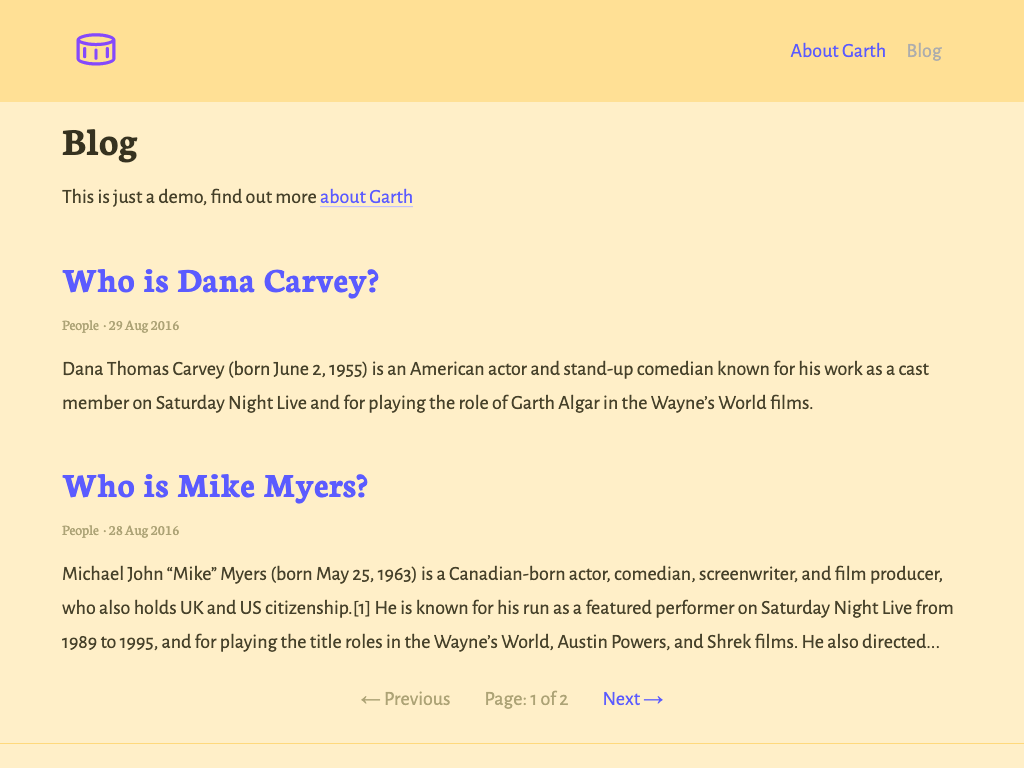 About Garth Blog
Blog
This is just a demo, find out more about Garth
Who is Dana Carvey?
People · 29 Aug 2016
Dana Thomas Carvey (born June 2, 1955) is an American actor and stand-up comedian known for his work as a cast
member on Saturday Night Live and for playing the role of Garth Algar in the Wayne’s World films.
Who is Mike Myers?
People · 28 Aug 2016
Michael John “Mike” Myers (born May 25, 1963) is a Canadian-born actor, comedian, screenwriter, and film producer,
who also holds UK and US citizenship.[1] He is known for his run as a featured performer on Saturday Night Live from
1989 to 1995, and for playing the title roles in the Wayne’s World, Austin Powers, and Shrek films. He also directed...
← Previous Page: 1 of 2 Next →